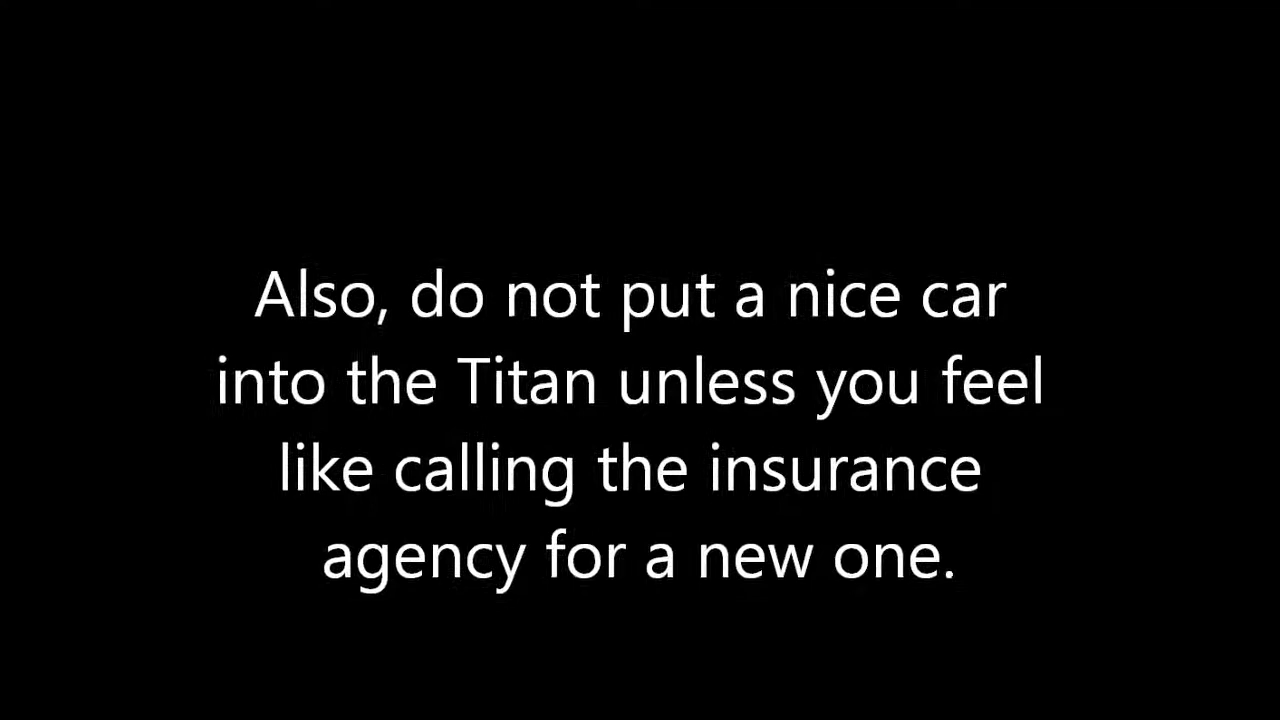 Also, do not put a nice car
into the Titan unless you feel
like calling the insurance
agency for a new one.